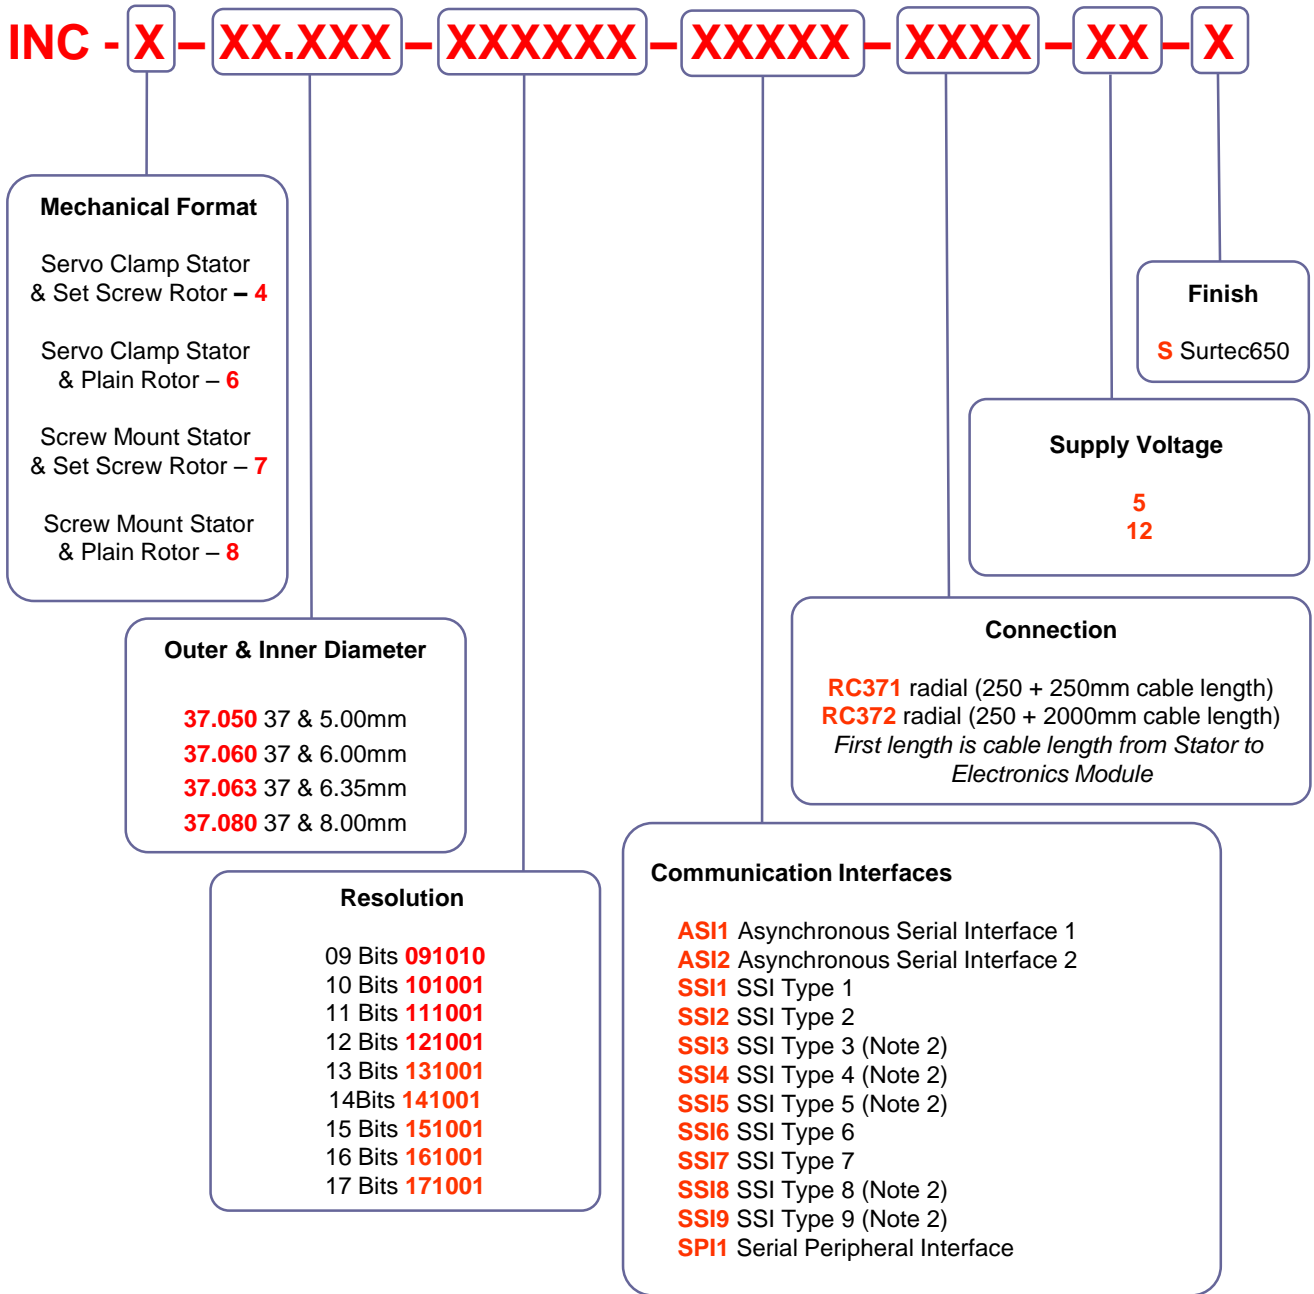 INC - X – XX.XXX – XXXXXX – XXXXX – XXXX – XX – X
Mechanical Format
Servo Clamp Stator
& Set Screw Rotor – 4
Servo Clamp Stator
& Plain Rotor – 6
Screw Mount Stator
& Set Screw Rotor – 7
Screw Mount Stator
& Plain Rotor – 8
Finish
S Surtec650
Supply Voltage
5
12
Connection
RC371 radial (250 + 250mm cable length)
RC372 radial (250 + 2000mm cable length)
First length is cable length from Stator to
Electronics Module
Outer & Inner Diameter
37.050 37 & 5.00mm
37.060 37 & 6.00mm
37.063 37 & 6.35mm
37.080 37 & 8.00mm
Resolution
09 Bits 091010
10 Bits 101001
11 Bits 111001
12 Bits 121001
13 Bits 131001
14Bits 141001
15 Bits 151001
16 Bits 161001
17 Bits 171001
Communication Interfaces
ASI1 Asynchronous Serial Interface 1
ASI2 Asynchronous Serial Interface 2
SSI1 SSI Type 1
SSI2 SSI Type 2
SSI3 SSI Type 3 (Note 2)
SSI4 SSI Type 4 (Note 2)
SSI5 SSI Type 5 (Note 2)
SSI6 SSI Type 6
SSI7 SSI Type 7
SSI8 SSI Type 8 (Note 2)
SSI9 SSI Type 9 (Note 2)
SPI1 Serial Peripheral Interface